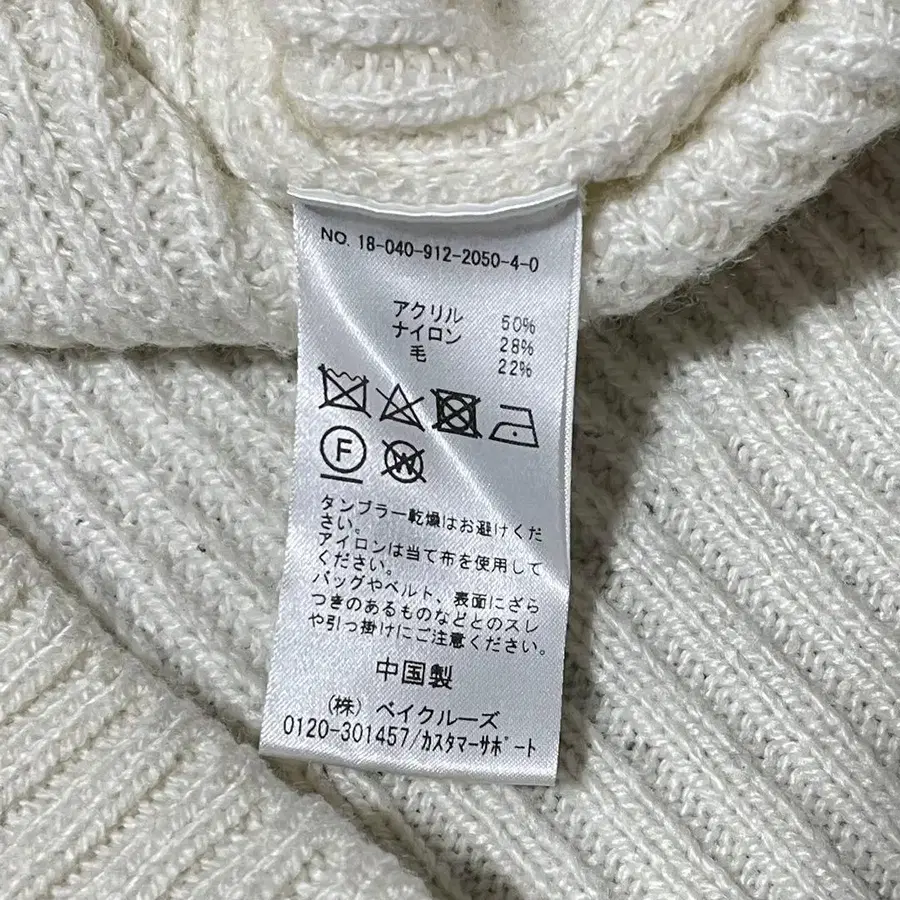 NO. 18-040-912-2050-4-0
アクリル 50%
ナイロン 28%
毛 22%
F W
タンブラー乾燥はお避けくだ
さい。
アイロンは当て布を使用して
ください。
バッグやベルト、表面にざら
つきのあるものなどとのスレ
や引っ掛けにご注意ください。
中国製
(株) ベイクルーズ
0120-301457/カスタマーサポート